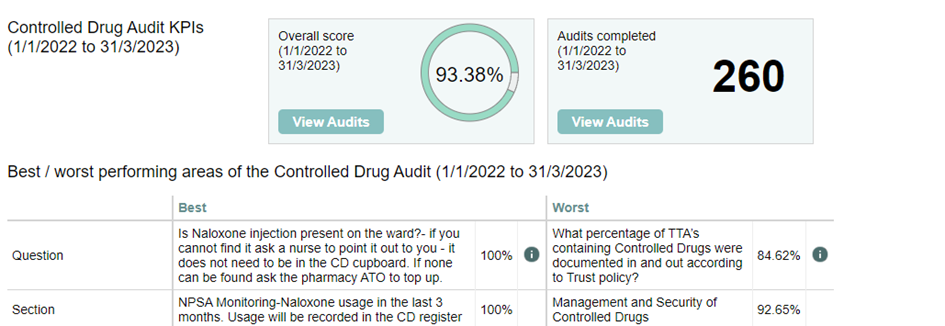 Controlled Drug Audit KPIs
(1/1/2022 to 31/3/2023)
Overall score
(1/1/2022 to
31/3/2023)
93.38%
View Audits
Audits completed
(1/1/2022 to
31/3/2023)
260
View Audits
Best / worst performing areas of the Controlled Drug Audit (1/1/2022 to 31/3/2023)
Best
Worst
Question
Is Naloxone injection present on the ward?- if you
cannot find it ask a nurse to point it out to you - it
does not need to be in the CD cupboard. If none
can be found ask the pharmacy ATO to top up.
100%
i
What percentage of TTA's
containing Controlled Drugs were
documented in and out according
to Trust policy?
84.62%
i
Section
NPSA Monitoring-Naloxone usage in the last 3
months. Usage will be recorded in the CD register
100%
Management and Security of
Controlled Drugs
92.65%